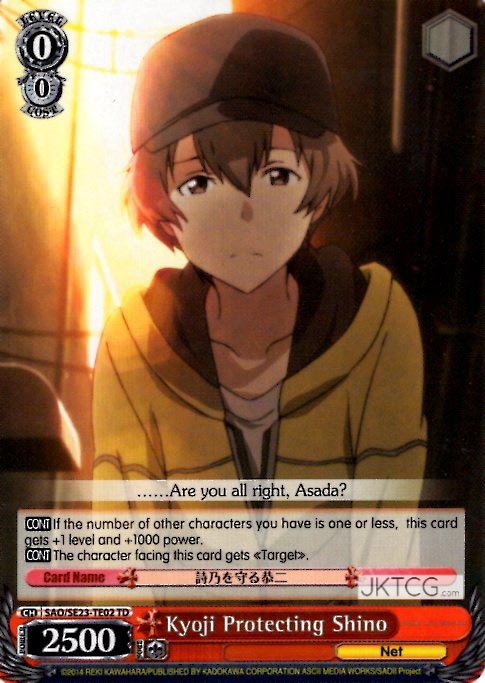 LEVEL
0
0
COST
……Are you all right, Asada?
CONT If the number of other characters you have is one or less, this card
gets +1 level and +1000 power.
CONT The character facing this card gets «Target».
Card Name 詩乃を守る恭二
JKTCG.com
CH SAO/SE23-TE02 TD
Kyoji Protecting Shino
POWER 2500 SOUL
Net
©2014 REKI KAWAHARA/PUBLISHED BY KADOKAWA CORPORATION ASCII MEDIA WORKS/SAOII Project